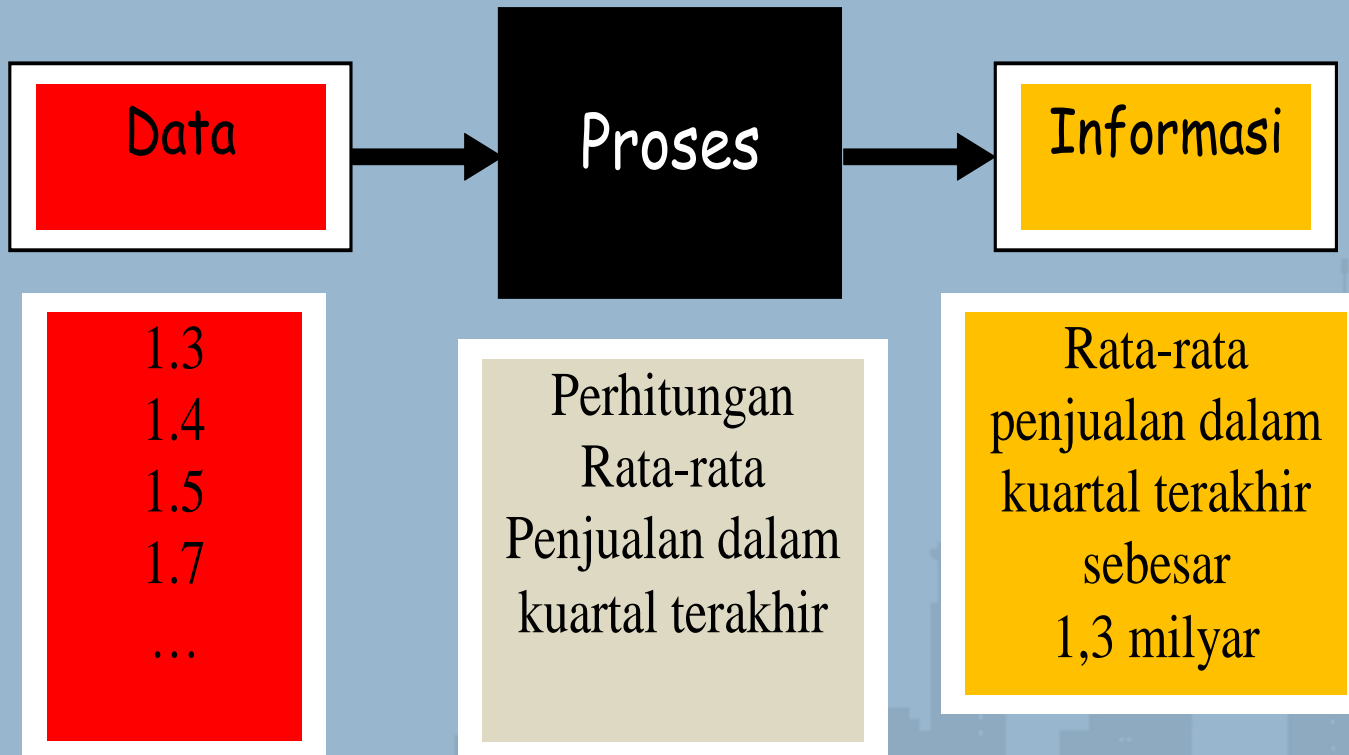 Data
Proses
Informasi
1.3
1.4
1.5
1.7
…
Perhitungan
Rata-rata
Penjualan dalam
kuartal terakhir
Rata-rata
penjualan dalam
kuartal terakhir
sebesar
1,3 milyar